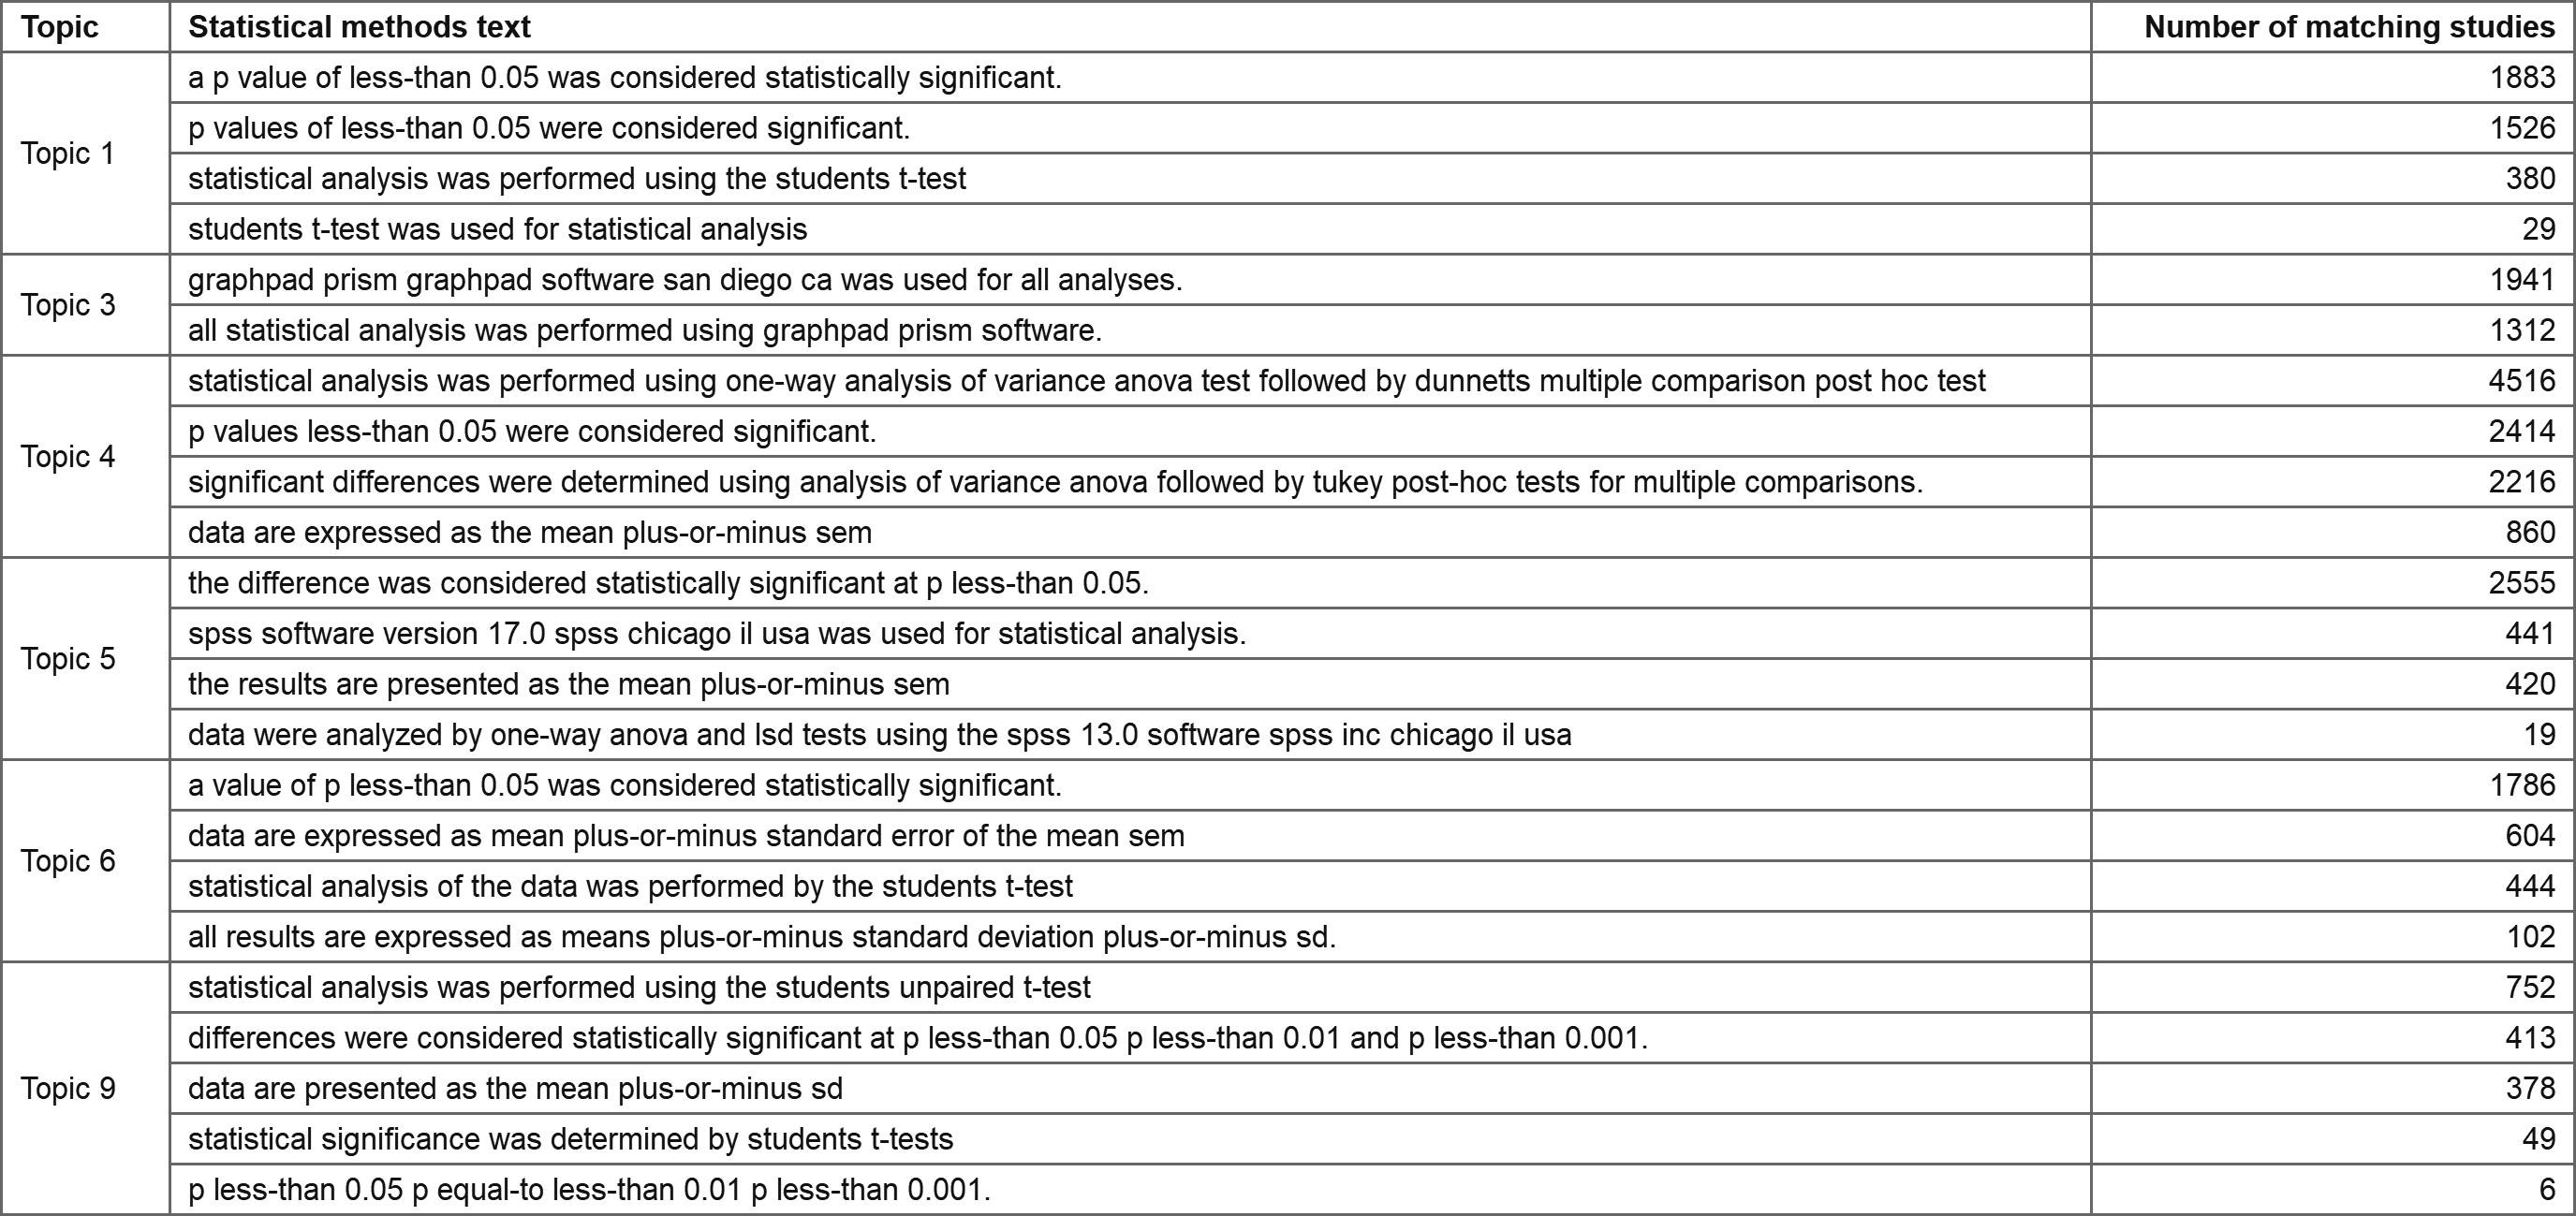 Topic Statistical methods text Number of matching studies
Topic 1
a p value of less-than 0.05 was considered statistically significant. 1883
p values of less-than 0.05 were considered significant. 1526
statistical analysis was performed using the students t-test 380
students t-test was used for statistical analysis 29
Topic 3
graphpad prism graphpad software san diego ca was used for all analyses. 1941
all statistical analysis was performed using graphpad prism software. 1312
Topic 4
statistical analysis was performed using one-way analysis of variance anova test followed by dunnetts multiple comparison post hoc test 4516
p values less-than 0.05 were considered significant. 2414
significant differences were determined using analysis of variance anova followed by tukey post-hoc tests for multiple comparisons. 2216
data are expressed as the mean plus-or-minus sem 860
Topic 5
the difference was considered statistically significant at p less-than 0.05. 2555
spss software version 17.0 spss chicago il usa was used for statistical analysis. 441
the results are presented as the mean plus-or-minus sem 420
data were analyzed by one-way anova and lsd tests using the spss 13.0 software spss inc chicago il usa 19
Topic 6
a value of p less-than 0.05 was considered statistically significant. 1786
data are expressed as mean plus-or-minus standard error of the mean sem 604
statistical analysis of the data was performed by the students t-test 444
all results are expressed as means plus-or-minus standard deviation plus-or-minus sd. 102
Topic 9
statistical analysis was performed using the students unpaired t-test 752
differences were considered statistically significant at p less-than 0.05 p less-than 0.01 and p less-than 0.001. 413
data are presented as the mean plus-or-minus sd 378
statistical significance was determined by students t-tests 49
p less-than 0.05 p equal-to less-than 0.01 p less-than 0.001. 6